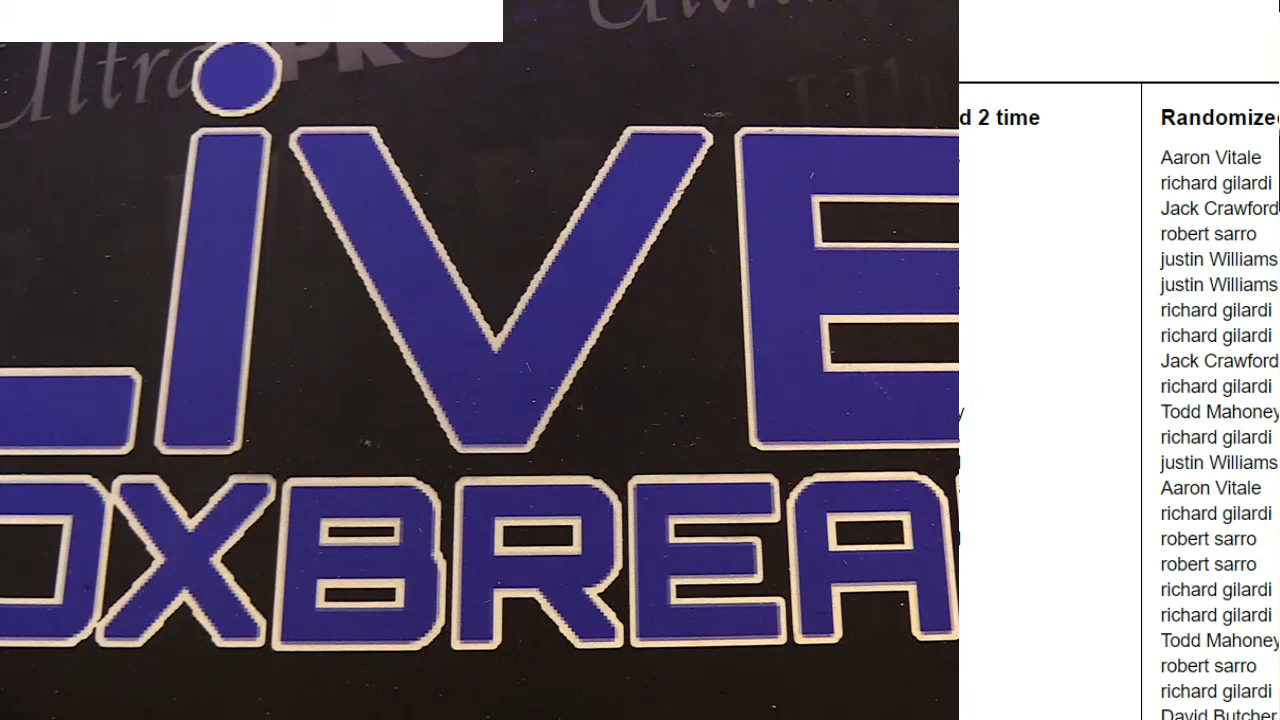 Ultra PRO
LiVE
OXBREA
d 2 time
Randomized
Aaron Vitale
richard gilardi
Jack Crawford
robert sarro
justin Williams
justin Williams
richard gilardi
richard gilardi
Jack Crawford
richard gilardi
Todd Mahoney
richard gilardi
justin Williams
Aaron Vitale
richard gilardi
robert sarro
robert sarro
richard gilardi
richard gilardi
Todd Mahoney
robert sarro
richard gilardi
David Butcher